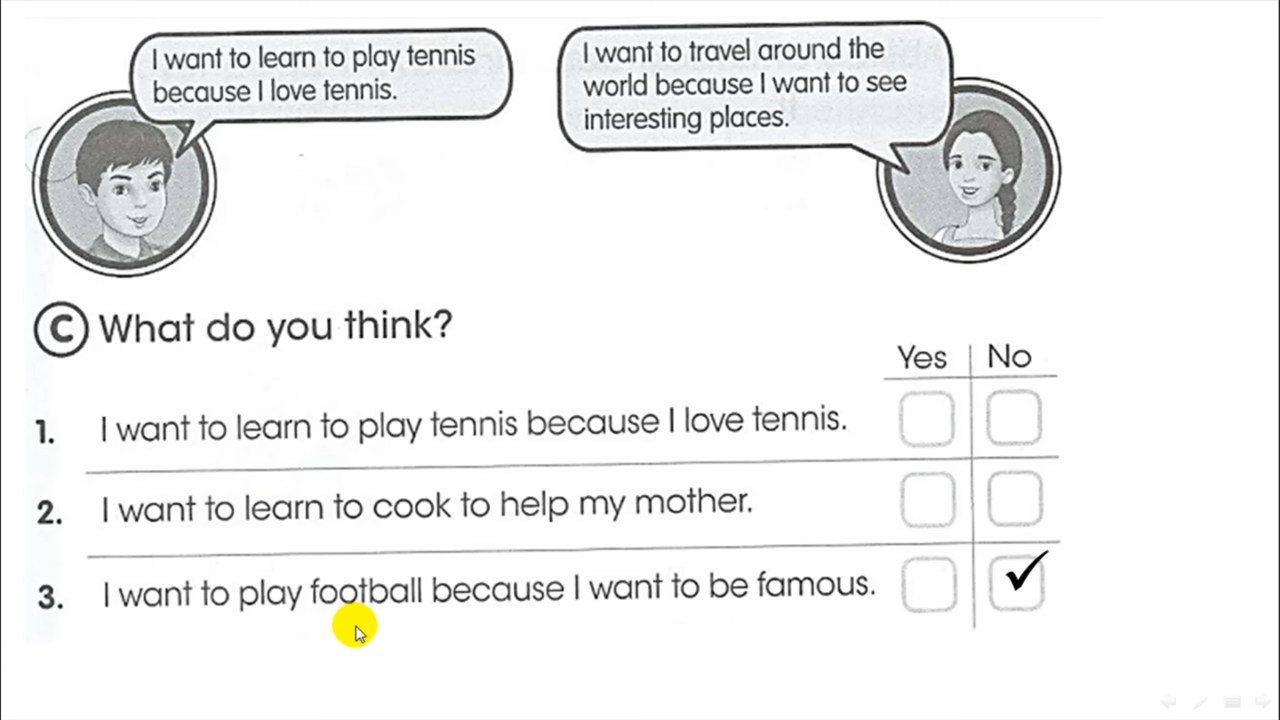 I want to learn to play tennis
because I love tennis.
I want to travel around the
world because I want to see
interesting places.
C What do you think?
Yes No
1. I want to learn to play tennis because I love tennis.
2. I want to learn to cook to help my mother.
3. I want to play football because I want to be famous.